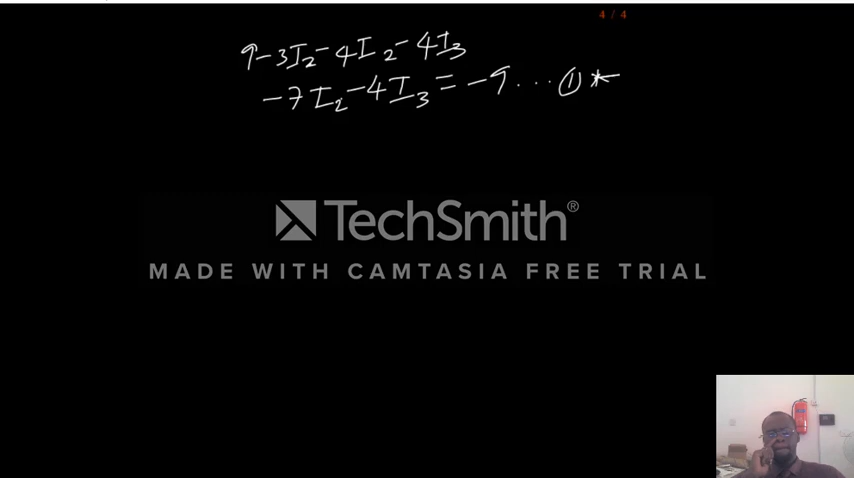 4 / 4
9-3I₂-4I₂-4I₃
-7I₂-4I₃=-9...①*
TechSmith®
MADE WITH CAMTASIA FREE TRIAL